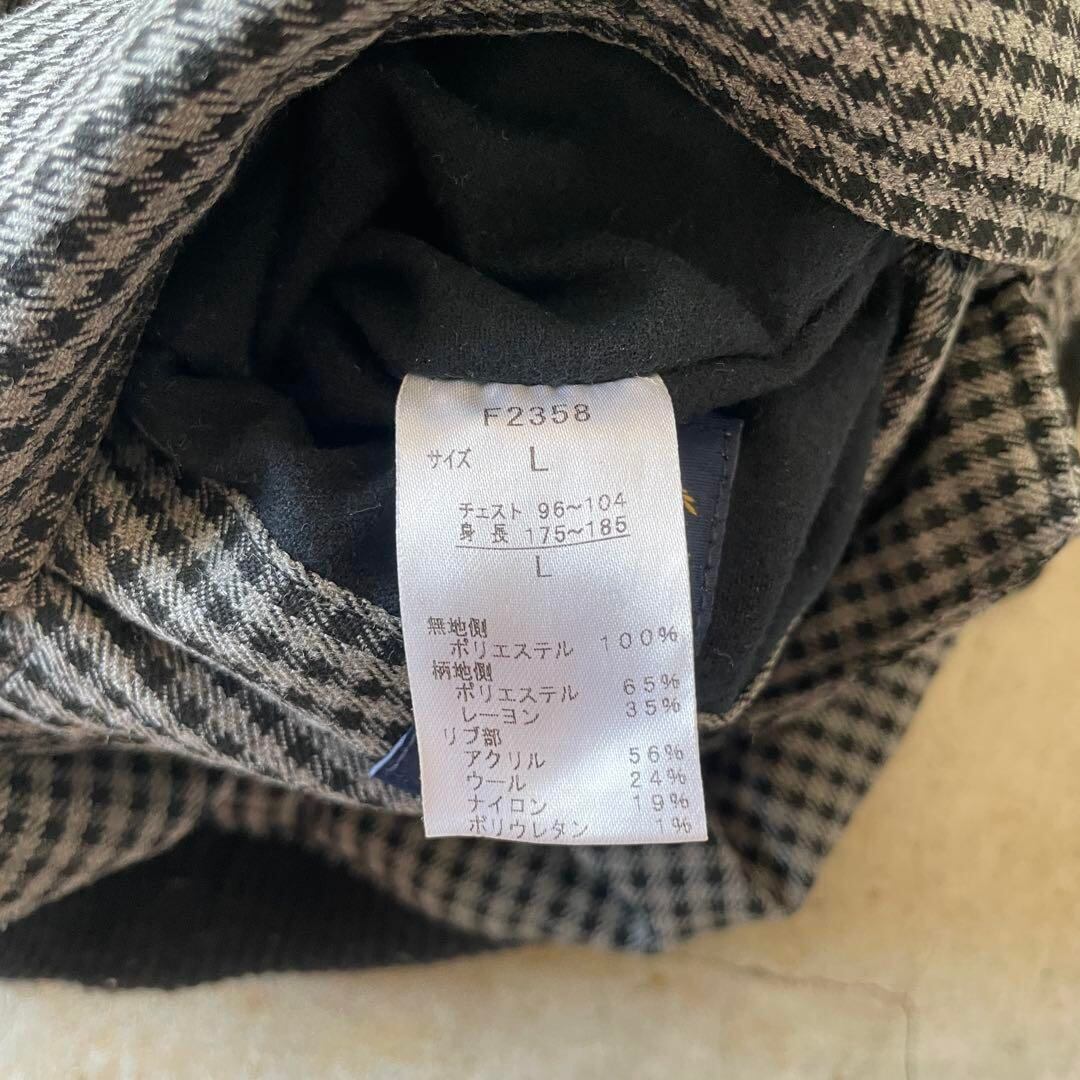 F2358
サイズ L
チェスト 96~104
身長 175~185
L
無地側
ポリエステル 100%
柄地側
ポリエステル 65%
レーヨン 35%
リブ部
アクリル 56%
ウール 24%
ナイロン 19%
ポリウレタン 1%